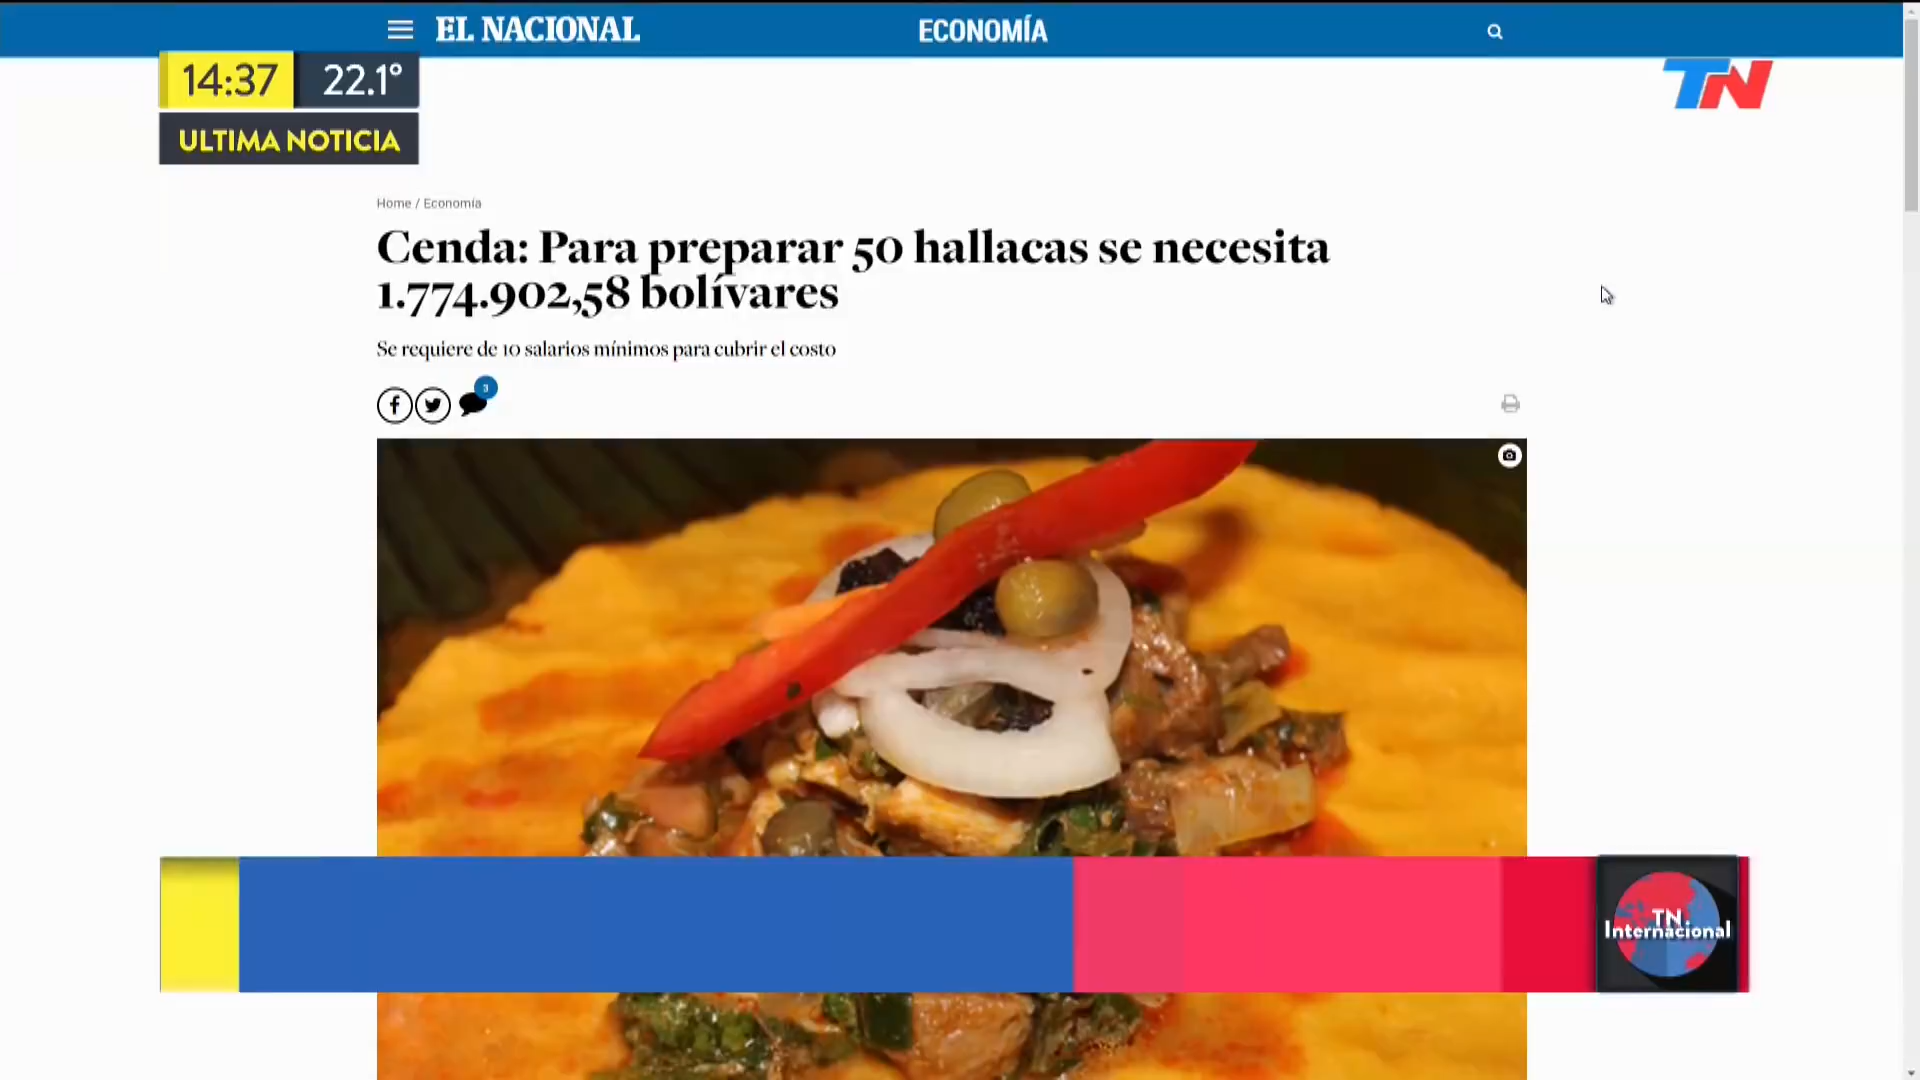 EL NACIONAL
ECONOMÍA
14:37
22.1°
TN
ULTIMA NOTICIA
Home / Economía
Cenda: Para preparar 50 hallacas se necesita
1.774.902,58 bolívares
Se requiere de 10 salarios mínimos para cubrir el costo
3
TN
Internacional